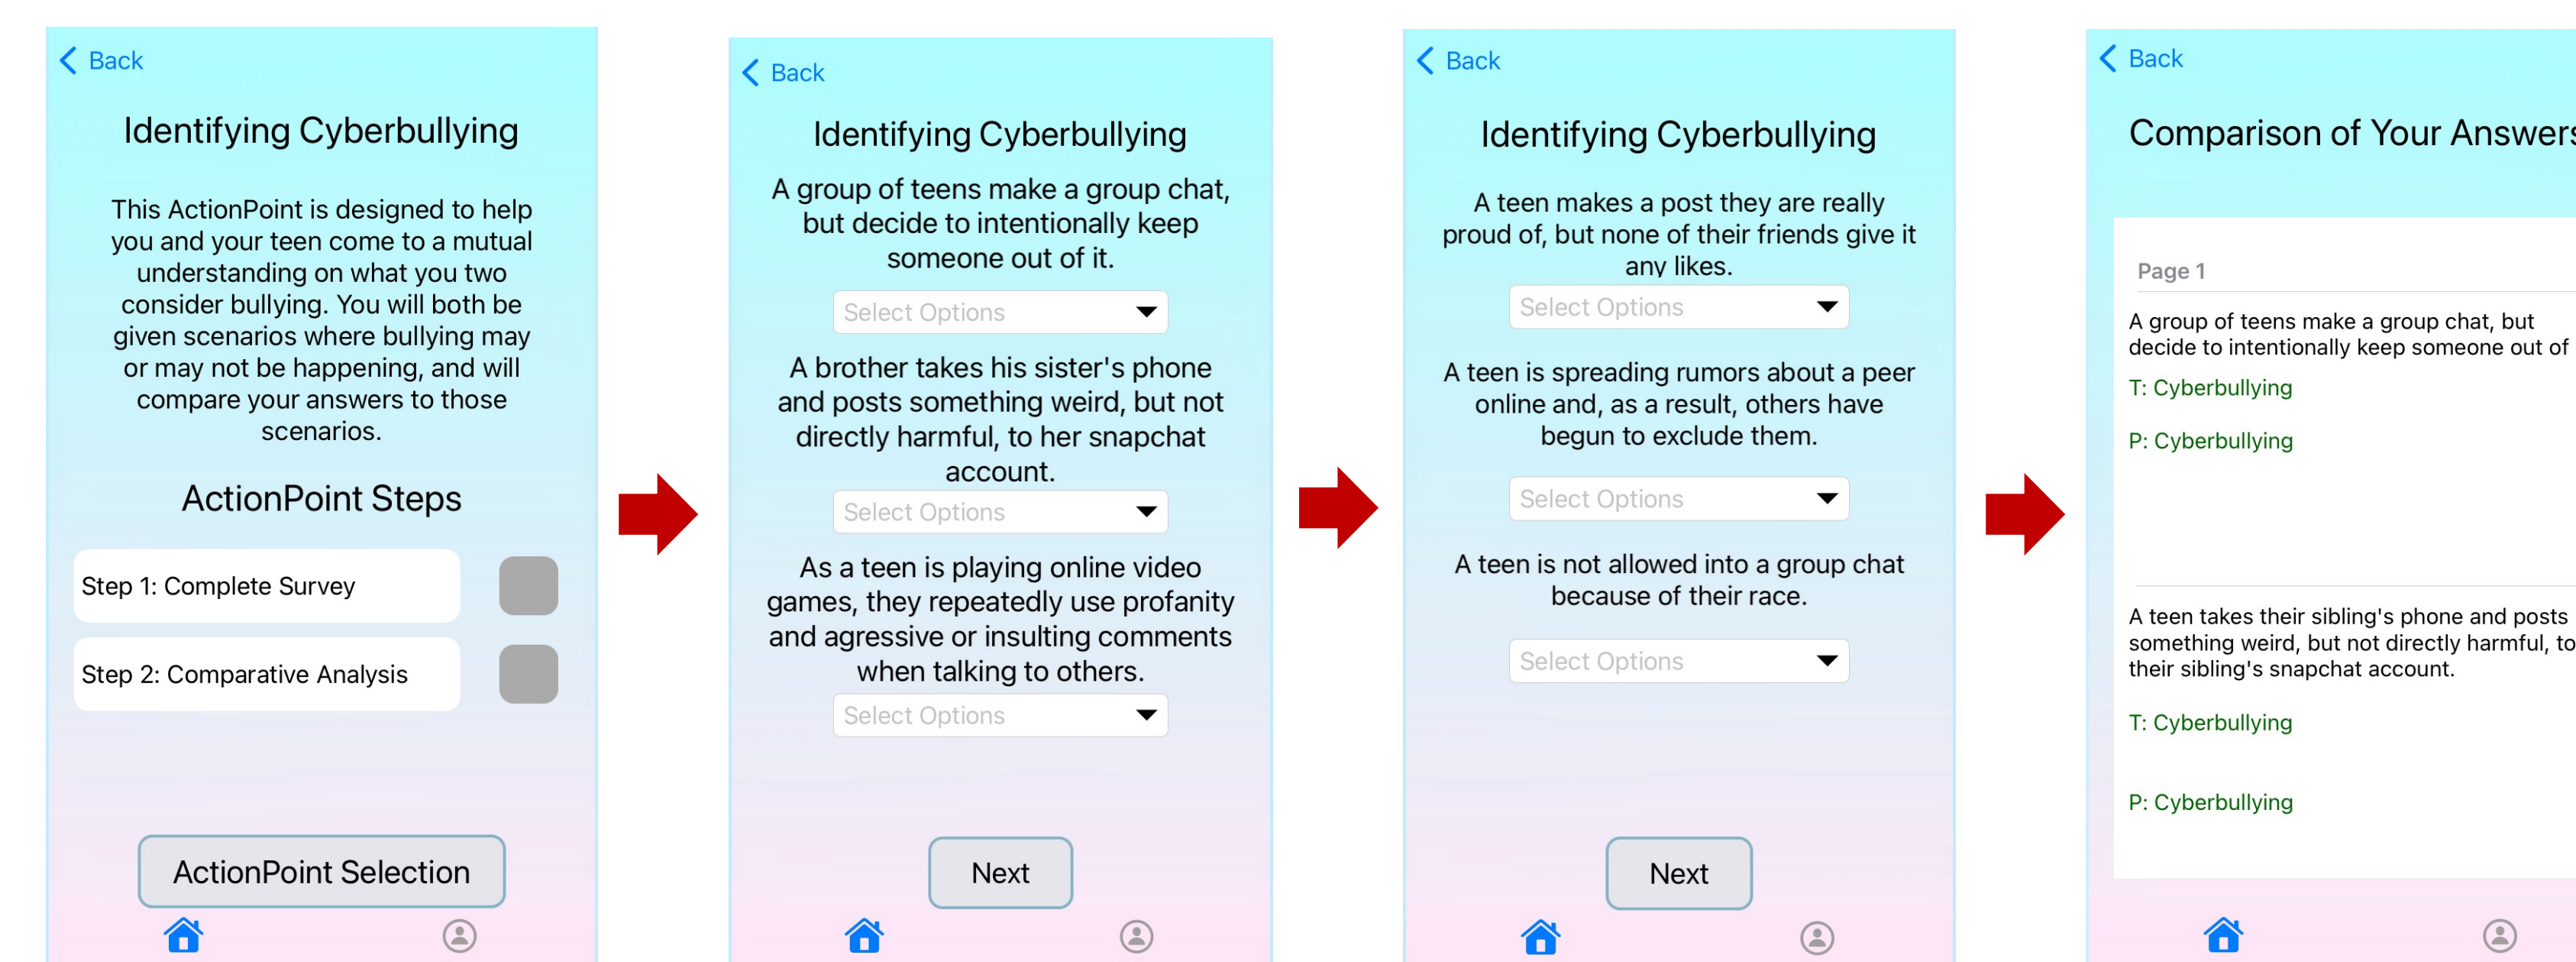 Back
Identifying Cyberbullying
This ActionPoint is designed to help
you and your teen come to a mutual
understanding on what you two
consider bullying. You will both be
given scenarios where bullying may
or may not be happening, and will
compare your answers to those
scenarios.
ActionPoint Steps
Step 1: Complete Survey
Step 2: Comparative Analysis
ActionPoint Selection
Back
Identifying Cyberbullying
A group of teens make a group chat,
but decide to intentionally keep
someone out of it.
Select Options
A brother takes his sister's phone
and posts something weird, but not
directly harmful, to her snapchat
account.
Select Options
As a teen is playing online video
games, they repeatedly use profanity
and agressive or insulting comments
when talking to others.
Select Options
Next
Back
Identifying Cyberbullying
A teen makes a post they are really
proud of, but none of their friends give it
any likes.
Select Options
A teen is spreading rumors about a peer
online and, as a result, others have
begun to exclude them.
Select Options
A teen is not allowed into a group chat
because of their race.
Select Options
Next
Back
Comparison of Your Answers
Page 1
A group of teens make a group chat, but
decide to intentionally keep someone out of
T: Cyberbullying
P: Cyberbullying
A teen takes their sibling's phone and posts
something weird, but not directly harmful, to
their sibling's snapchat account.
T: Cyberbullying
P: Cyberbullying